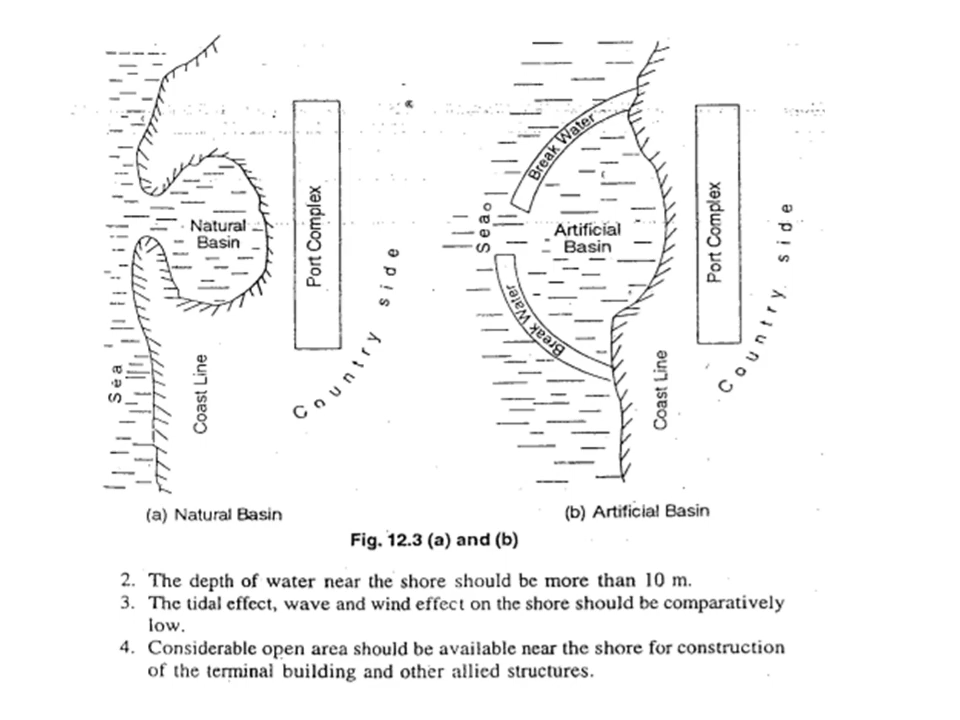 Natural
Basin
Port Complex
Country side
Sea
Coast Line
(a) Natural Basin
Break Water
Sea
Artificial
Basin
Break Water
Port Complex
Country side
Coast Line
(b) Artificial Basin
Fig. 12.3 (a) and (b)
2. The depth of water near the shore should be more than 10 m.
3. The tidal effect, wave and wind effect on the shore should be comparatively
low.
4. Considerable open area should be available near the shore for construction
of the terminal building and other allied structures.